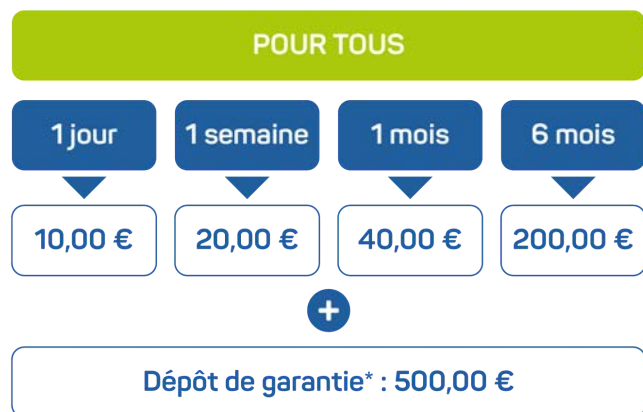 POUR TOUS
1 jour 1 semaine 1 mois 6 mois
10,00 € 20,00 € 40,00 € 200,00 €
+
Dépôt de garantie* : 500,00 €